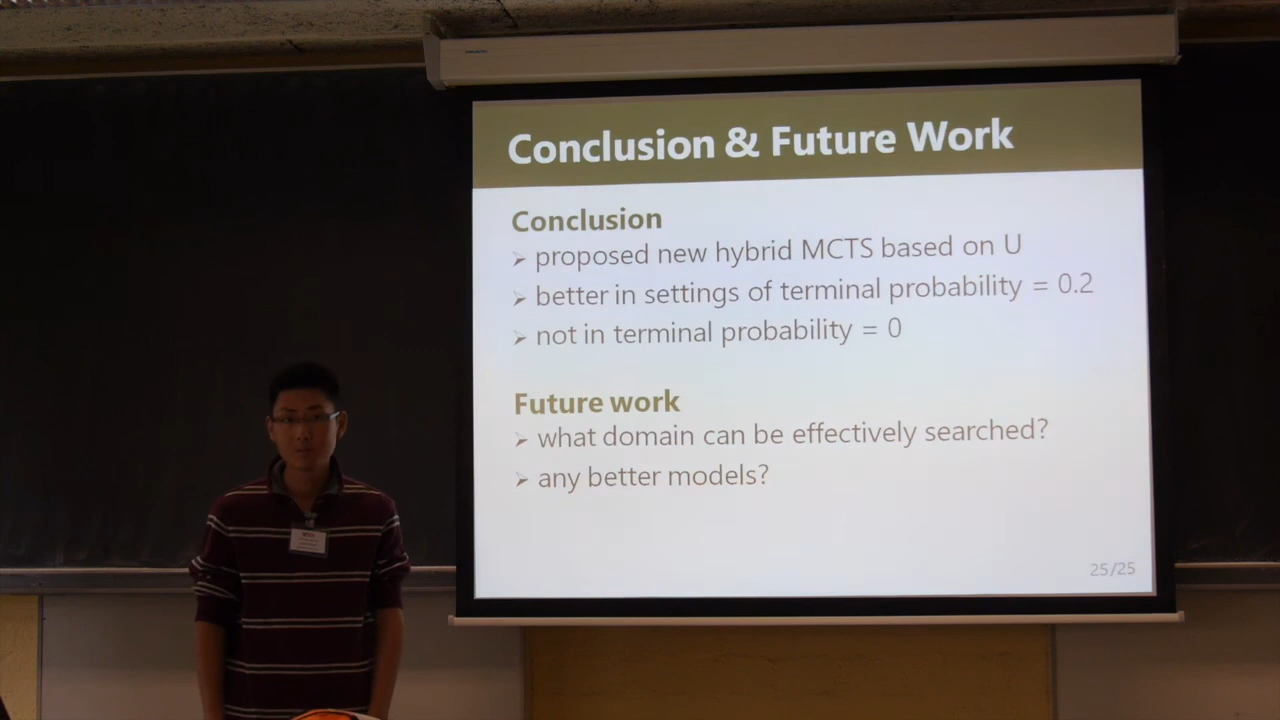 Conclusion & Future Work
Conclusion
➢ proposed new hybrid MCTS based on U
➢ better in settings of terminal probability = 0.2
➢ not in terminal probability = 0
Future work
➢ what domain can be effectively searched?
➢ any better models?
25/25